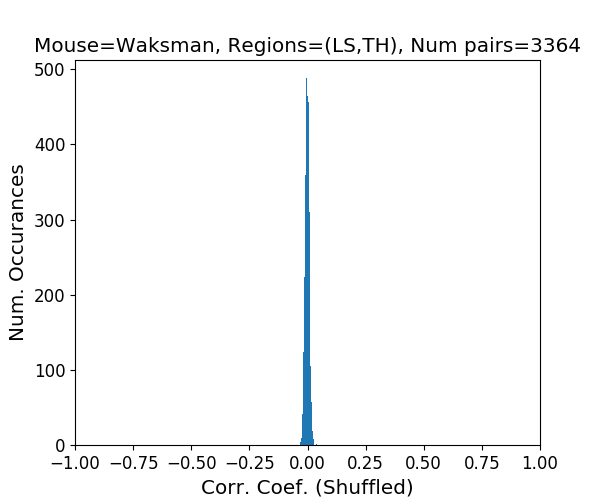 Mouse=Waksman, Regions=(LS,TH), Num pairs=3364
Num. Occurances
500
400
300
200
100
0
−1.00 −0.75 −0.50 −0.25 0.00 0.25 0.50 0.75 1.00
Corr. Coef. (Shuffled)